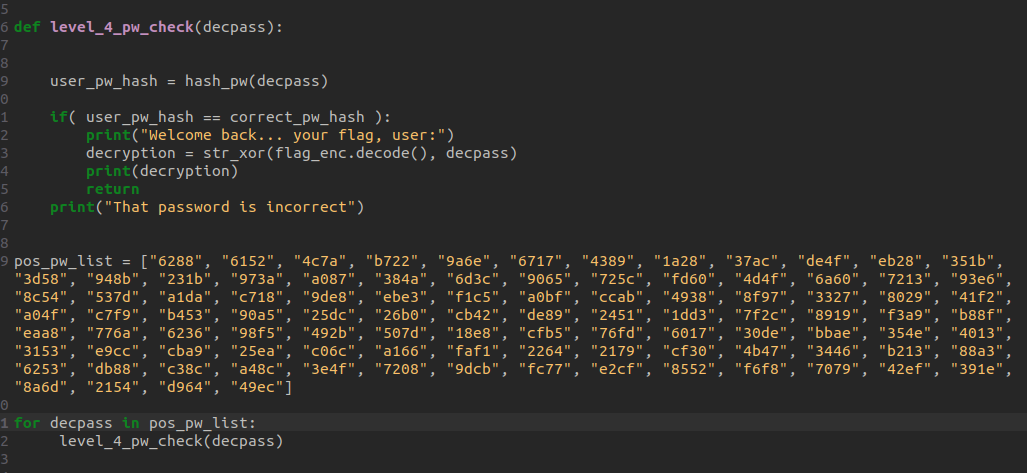 5
6 def level_4_pw_check(decpass):
7
8
9     user_pw_hash = hash_pw(decpass)
0
1     if( user_pw_hash == correct_pw_hash ):
2         print("Welcome back... your flag, user:")
3         decryption = str_xor(flag_enc.decode(), decpass)
4         print(decryption)
5         return
6     print("That password is incorrect")
7
8
9 pos_pw_list = ["6288", "6152", "4c7a", "b722", "9a6e", "6717", "4389", "1a28", "37ac", "de4f", "eb28", "351b",
"3d58", "948b", "231b", "973a", "a087", "384a", "6d3c", "9065", "725c", "fd60", "4d4f", "6a60", "7213", "93e6",
"8c54", "537d", "a1da", "c718", "9de8", "ebe3", "f1c5", "a0bf", "ccab", "4938", "8f97", "3327", "8029", "41f2",
"a04f", "c7f9", "b453", "90a5", "25dc", "26b0", "cb42", "de89", "2451", "1dd3", "7f2c", "8919", "f3a9", "b88f",
"eaa8", "776a", "6236", "98f5", "492b", "507d", "18e8", "cfb5", "76fd", "6017", "30de", "bbae", "354e", "4013",
"3153", "e9cc", "cba9", "25ea", "c06c", "a166", "faf1", "2264", "2179", "cf30", "4b47", "3446", "b213", "88a3",
"6253", "db88", "c38c", "a48c", "3e4f", "7208", "9dcb", "fc77", "e2cf", "8552", "f6f8", "7079", "42ef", "391e",
"8a6d", "2154", "d964", "49ec"]
0
1 for decpass in pos_pw_list:
2      level_4_pw_check(decpass)
3